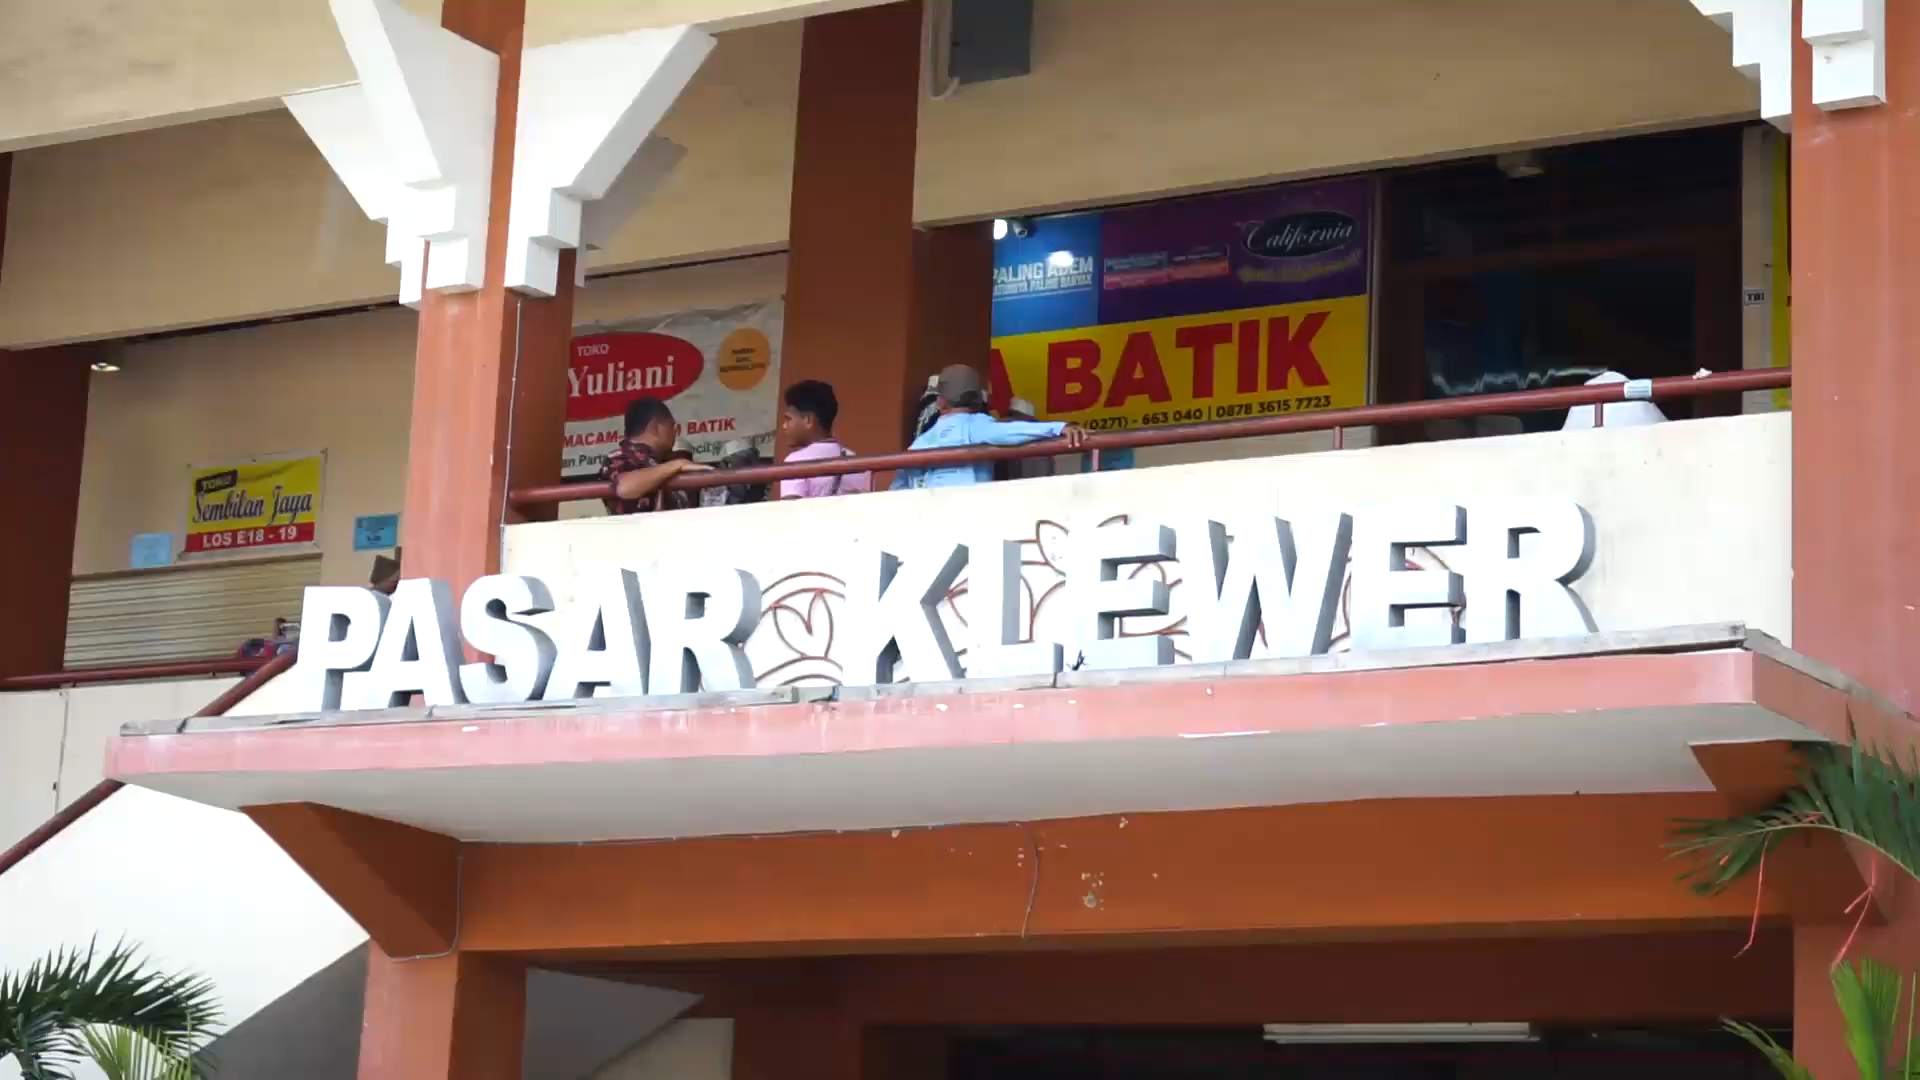 California
PALING ADEM
A BATIK
(0271) - 663 040 | 0878 3615 7723
TOKO
Yuliani
BATIK
TOKO
Sembilan Jaya
LOS E18 - 19
PASAR KLEWER